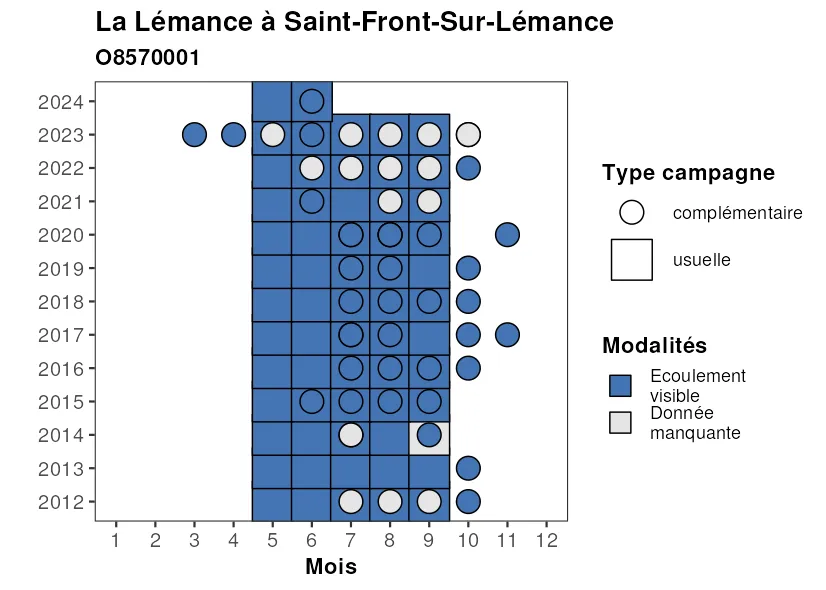 La Lémance à Saint-Front-Sur-Lémance
O8570001
2024
2023
2022
2021
2020
2019
2018
2017
2016
2015
2014
2013
2012
1 2 3 4 5 6 7 8 9 10 11 12
Mois
Type campagne
complémentaire
usuelle
Modalités
Ecoulement
visible
Donnée
manquante